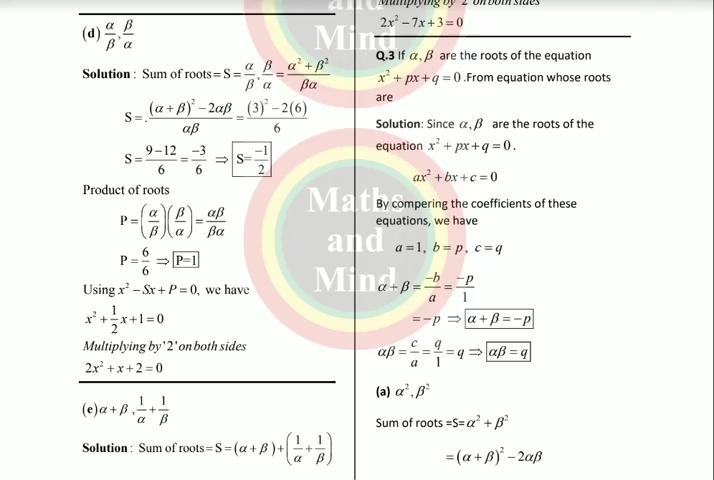 (d) α/β, β/α
Solution : Sum of roots = S = α/β, β/α = (α² + β²)/βα
S = .((α + β)² − 2αβ)/αβ = ((3)² − 2(6))/6
S = (9 − 12)/6 = −3/6 ⇒ S= −1/2
Product of roots
P = (α/β)(β/α) = αβ/βα
P = 6/6 ⇒ P=1
Using x² − Sx + P = 0, we have
x² + 1/2 x + 1 = 0
Multiplying by '2' on both sides
2x² + x + 2 = 0
(e) α + β , 1/α + 1/β
Solution : Sum of roots = S = (α + β) + (1/α + 1/β)
Multiplying by '2' on both sides
2x² − 7x + 3 = 0
Q.3 If α, β are the roots of the equation
x² + px + q = 0 .From equation whose roots
are
Solution: Since α, β are the roots of the
equation x² + px + q = 0 .
ax² + bx + c = 0
By compering the coefficients of these
equations, we have
a = 1, b = p, c = q
α + β = −b/a = −p/1
= −p ⇒ α + β = −p
αβ = c/a = q/1 = q ⇒ αβ = q
(a) α², β²
Sum of roots =S= α² + β²
= (α + β)² − 2αβ
and
Mind
Maths
and
Mind